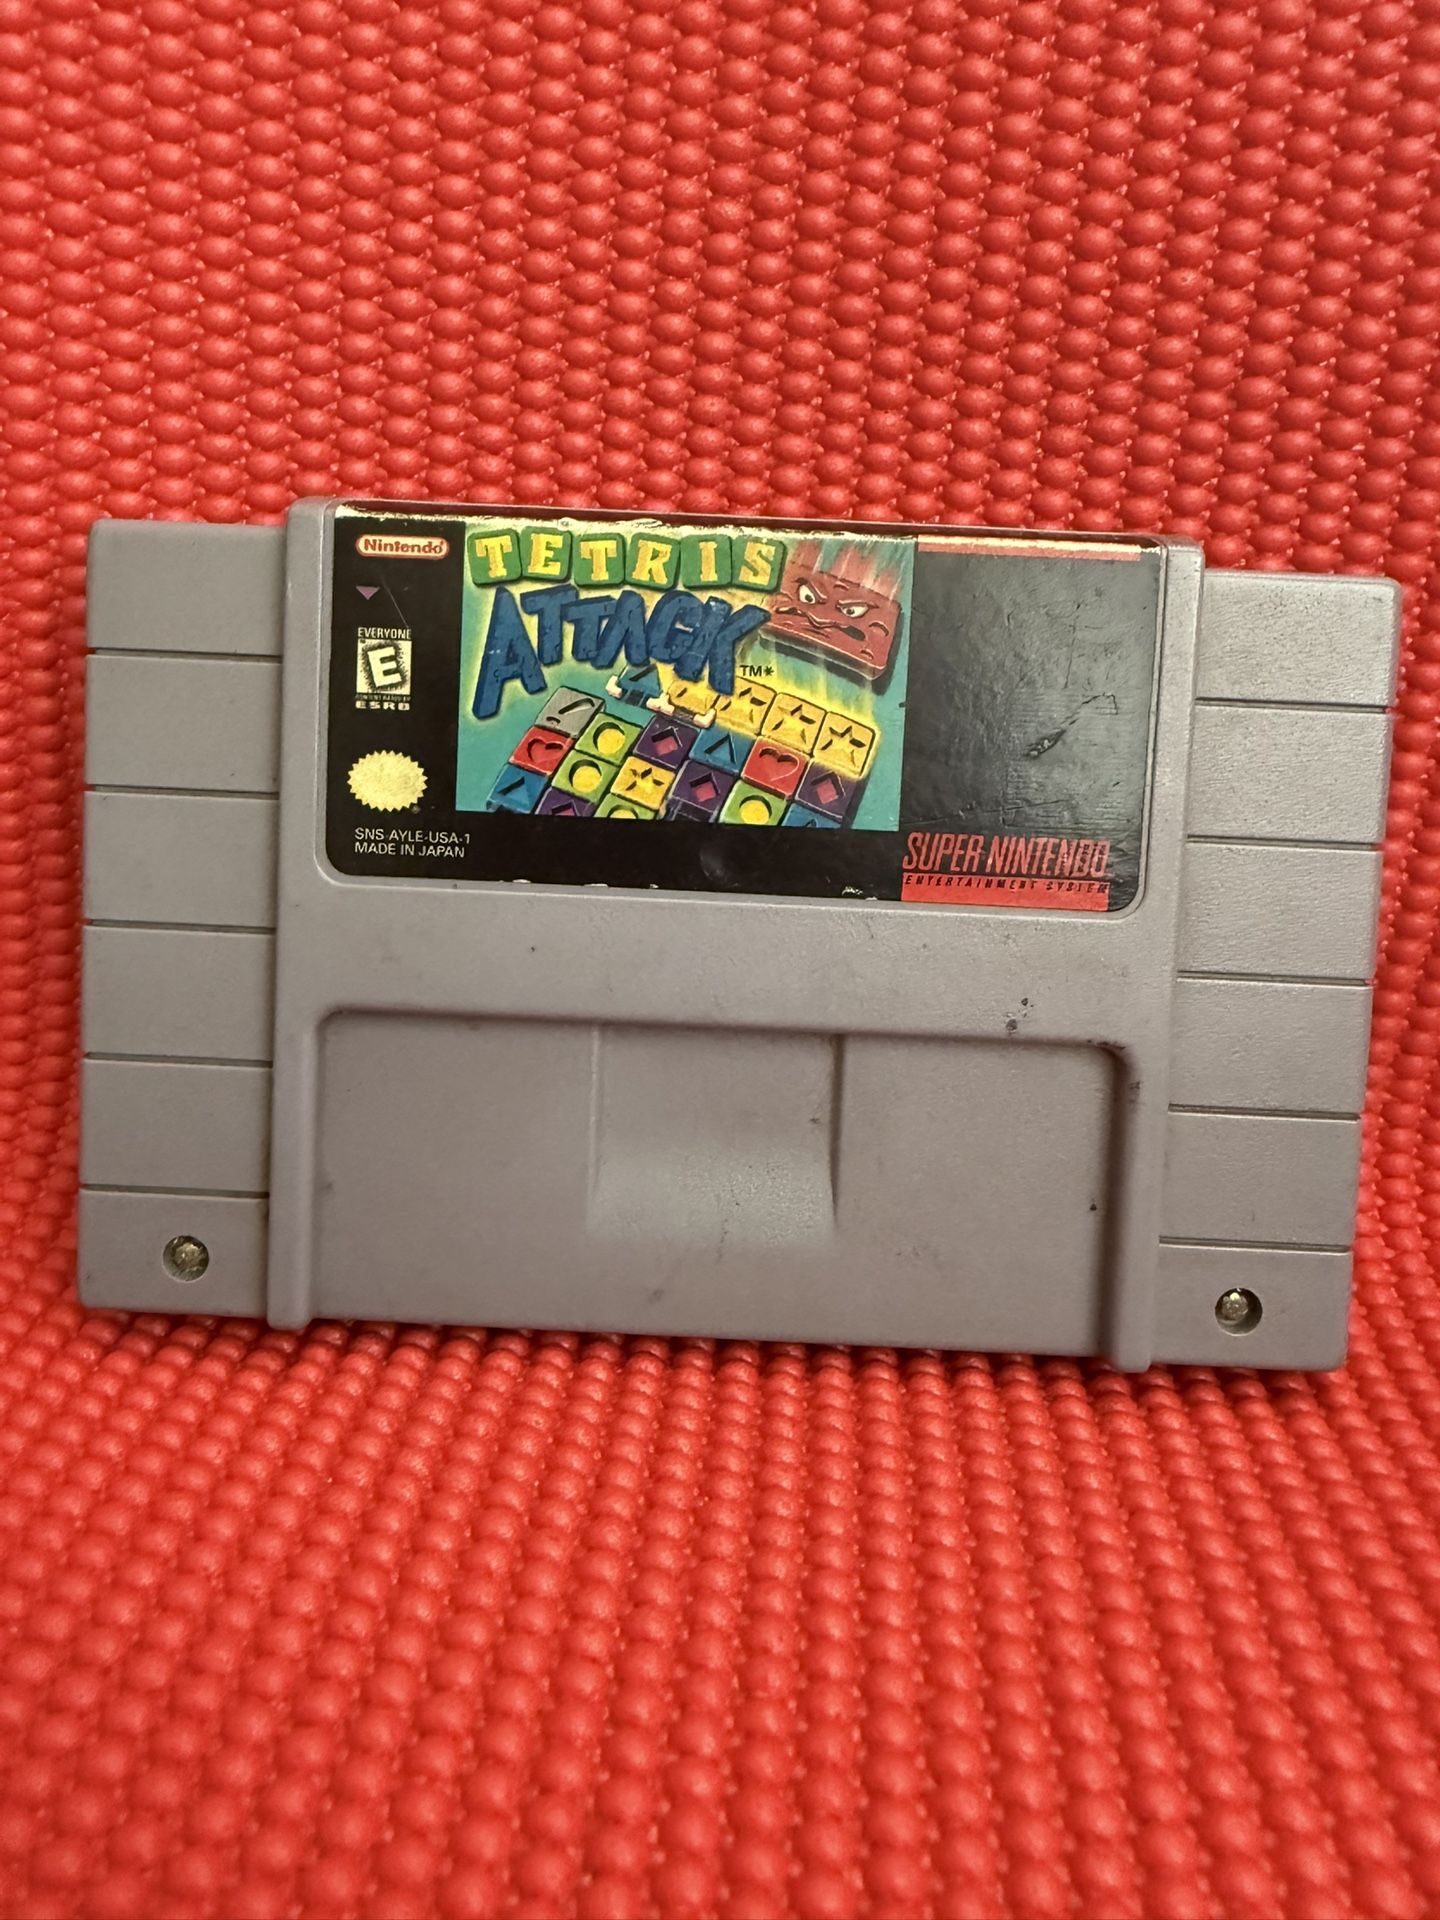 Nintendo
TETRIS
ATTACK
TM*
EVERYONE
E
CONTENT RATED BY
ESRB
SNS-AYLE-USA-1
MADE IN JAPAN
SUPER NINTENDO
ENTERTAINMENT SYSTEM